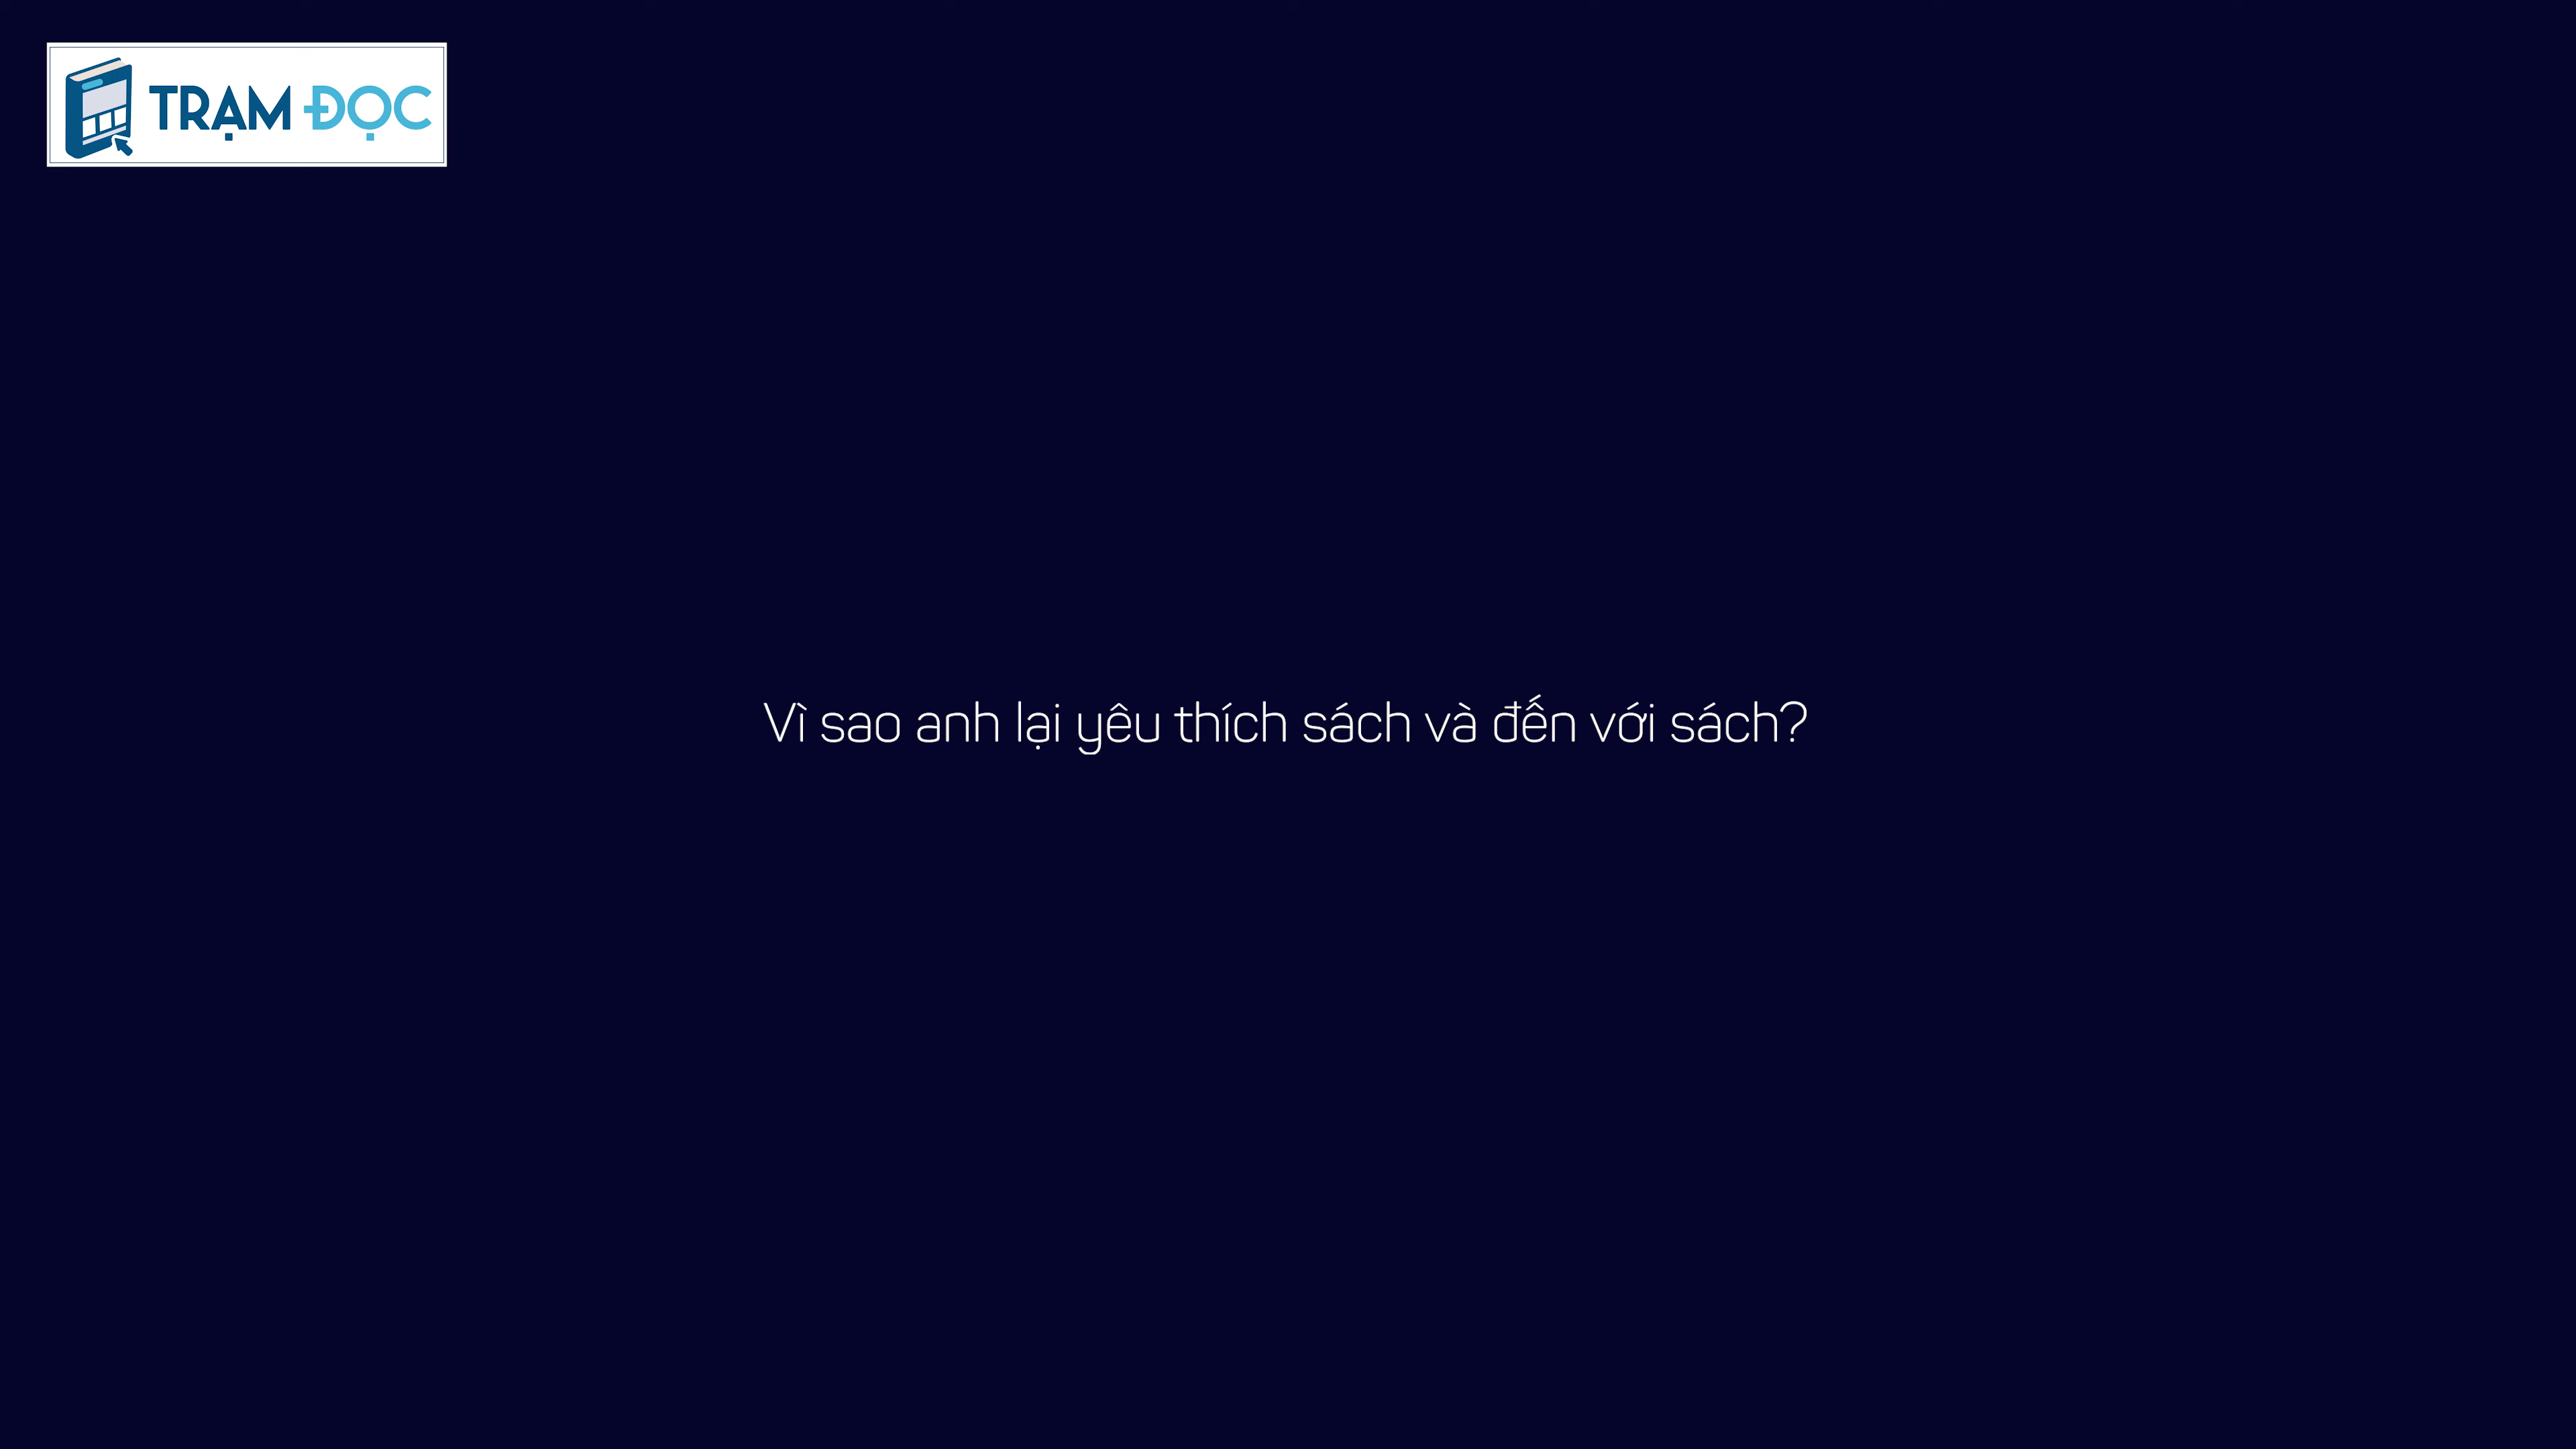 TRẠM ĐỌC
Vì sao anh lại yêu thích sách và đến với sách?